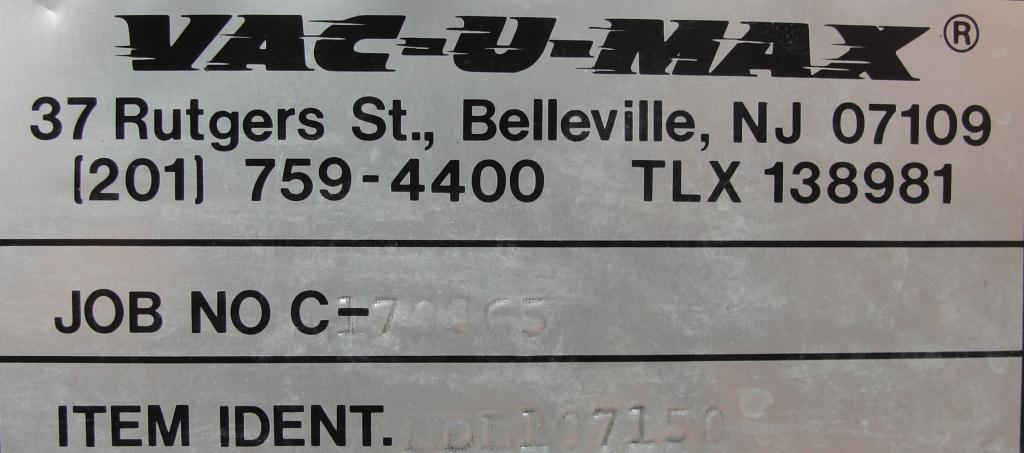 VAC-U-MAX®
37 Rutgers St., Belleville, NJ 07109
(201) 759-4400 TLX 138981
JOB NO C-
ITEM IDENT.